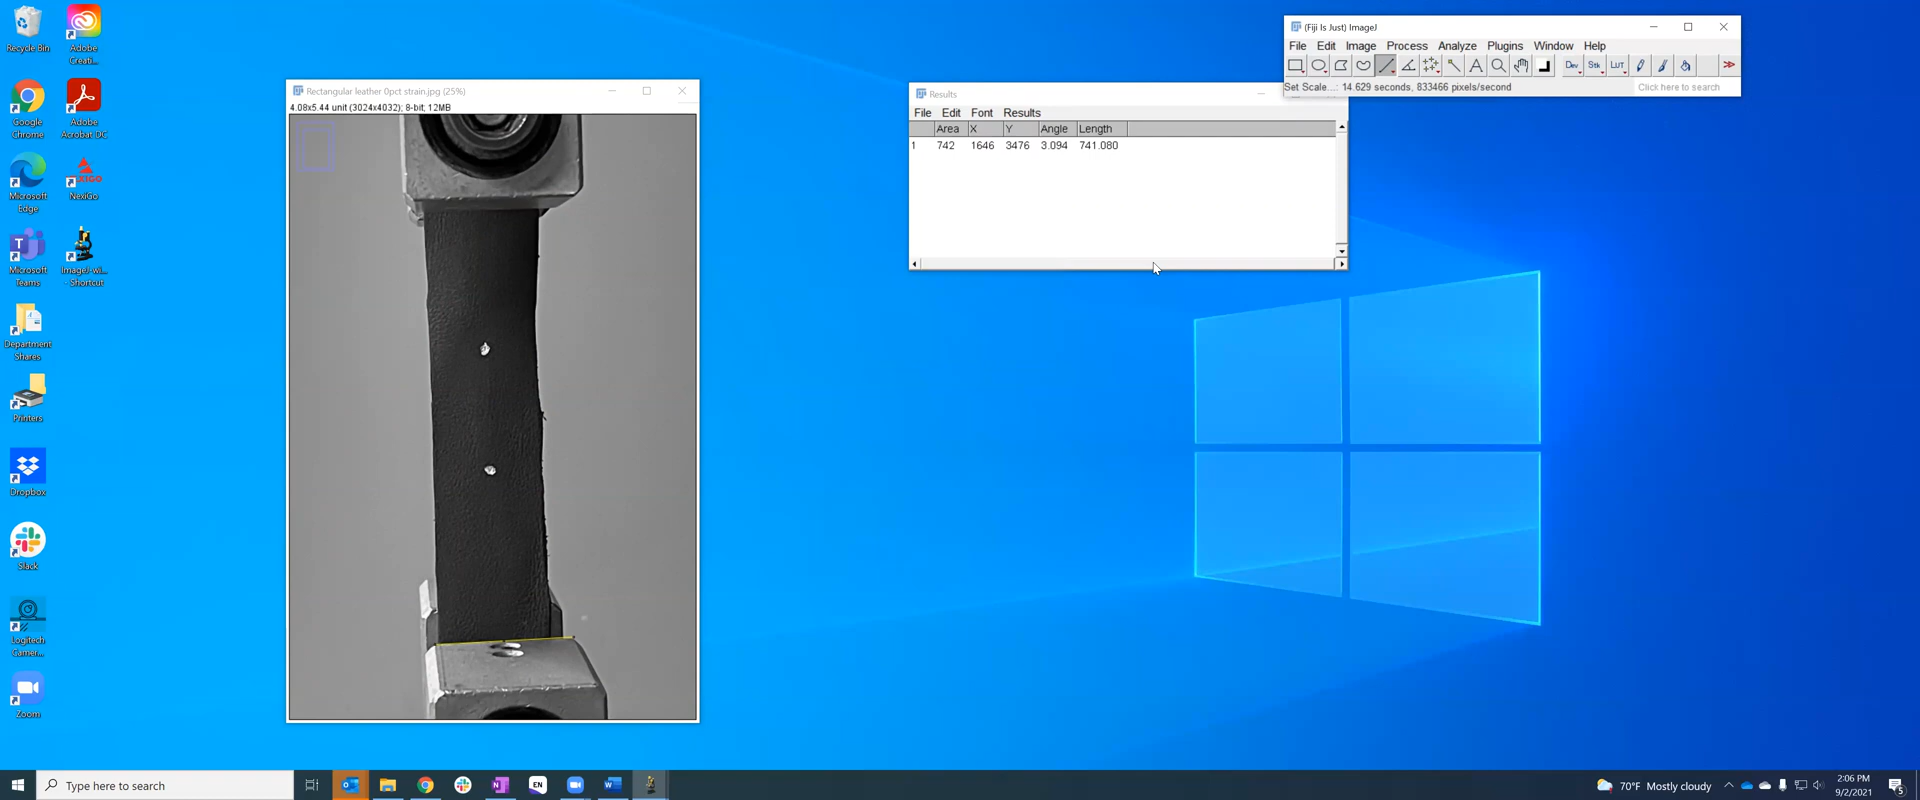 Recycle Bin
Adobe
Creati...
Google
Chrome
Adobe
Acrobat DC
Microsoft
Edge
NexiGo
Microsoft
Teams
ImageJ-wi...
- Shortcut
Department
Shares
Printers
Dropbox
Slack
Logitech
Camer...
Zoom
Rectangular leather 0pct strain.jpg (25%)
4.08x5.44 unit (3024x4032); 8-bit; 12MB
Results
File Edit Font Results
Area X Y Angle Length
1 742 1646 3476 3.094 741.080
(Fiji Is Just) ImageJ
File Edit Image Process Analyze Plugins Window Help
A Dev Stk LUT >>
Set Scale...: 14.629 seconds, 833466 pixels/second
Click here to search
Type here to search
EN
70°F Mostly cloudy
2:06 PM
9/2/2021
5